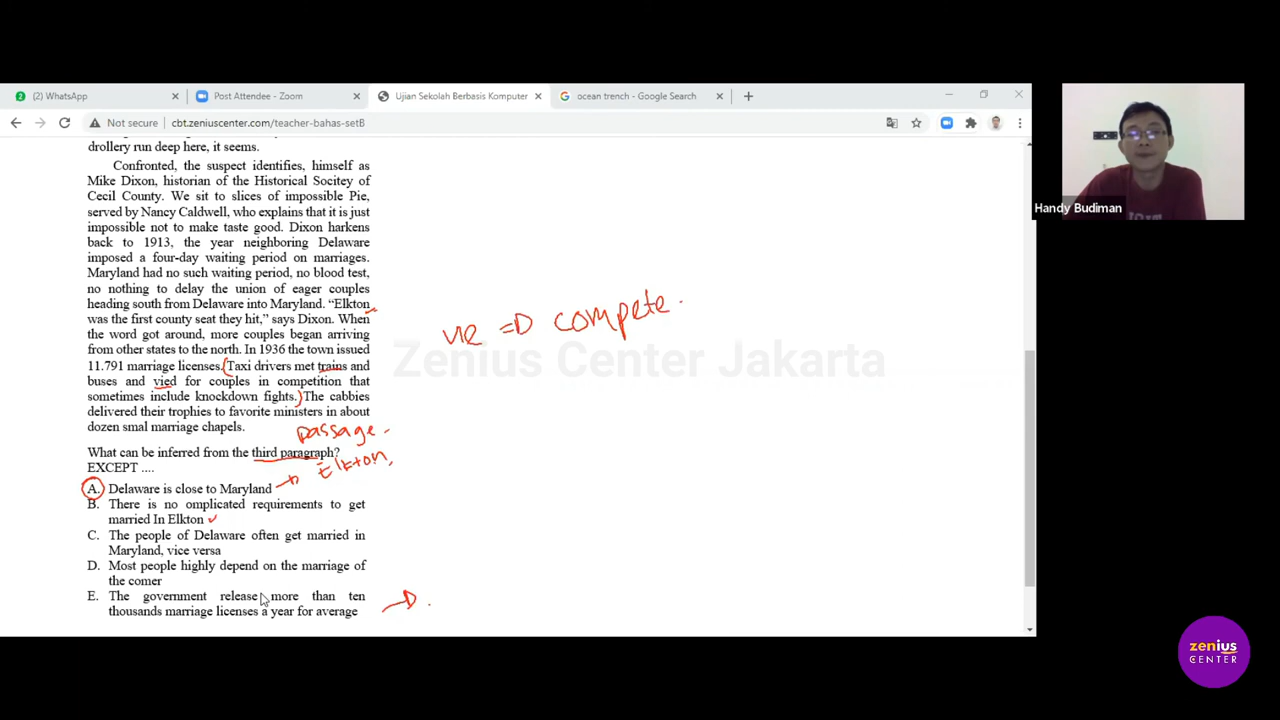 (2) WhatsApp
Post Attendee - Zoom
Ujian Sekolah Berbasis Komputer
ocean trench - Google Search
Not secure
cbt.zeniuscenter.com/teacher-bahas-setB
drollery run deep here, it seems.
Confronted, the suspect identifies, himself as
Mike Dixon, historian of the Historical Socitey of
Cecil County. We sit to slices of impossible Pie,
served by Nancy Caldwell, who explains that it is just
impossible not to make taste good. Dixon harkens
back to 1913, the year neighboring Delaware
imposed a four-day waiting period on marriages.
Maryland had no such waiting period, no blood test,
no nothing to delay the union of eager couples
heading south from Delaware into Maryland. “Elkton
was the first county seat they hit,” says Dixon. When
the word got around, more couples began arriving
from other states to the north. In 1936 the town issued
11.791 marriage licenses. (Taxi drivers met trains and
buses and vied for couples in competition that
sometimes include knockdown fights.) The cabbies
delivered their trophies to favorite ministers in about
dozen smal marriage chapels.
passage.
What can be inferred from the third paragraph?
EXCEPT ....
Elkton,
A. Delaware is close to Maryland
B. There is no omplicated requirements to get
married In Elkton
C. The people of Delaware often get married in
Maryland, vice versa
D. Most people highly depend on the marriage of
the comer
E. The government release more than ten
thousands marriage licenses a year for average
D.
vie => compete.
Zenius Center Jakarta
Handy Budiman
zenius
CENTER